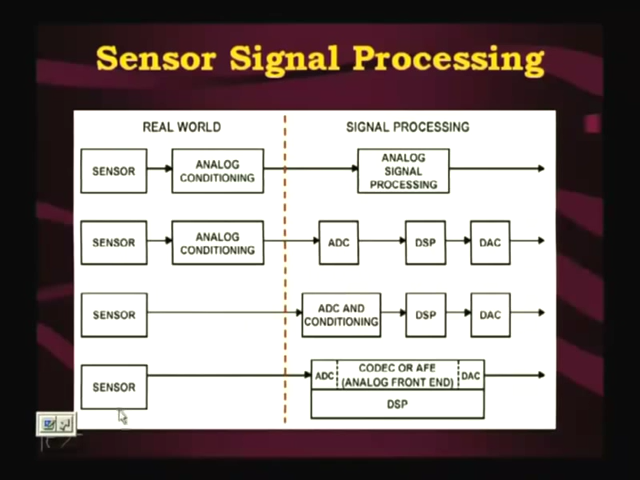 Sensor Signal Processing
REAL WORLD
SIGNAL PROCESSING
SENSOR
ANALOG
CONDITIONING
ANALOG
SIGNAL
PROCESSING
SENSOR
ANALOG
CONDITIONING
ADC
DSP
DAC
SENSOR
ADC AND
CONDITIONING
DSP
DAC
SENSOR
ADC
CODEC OR AFE
(ANALOG FRONT END)
DAC
DSP